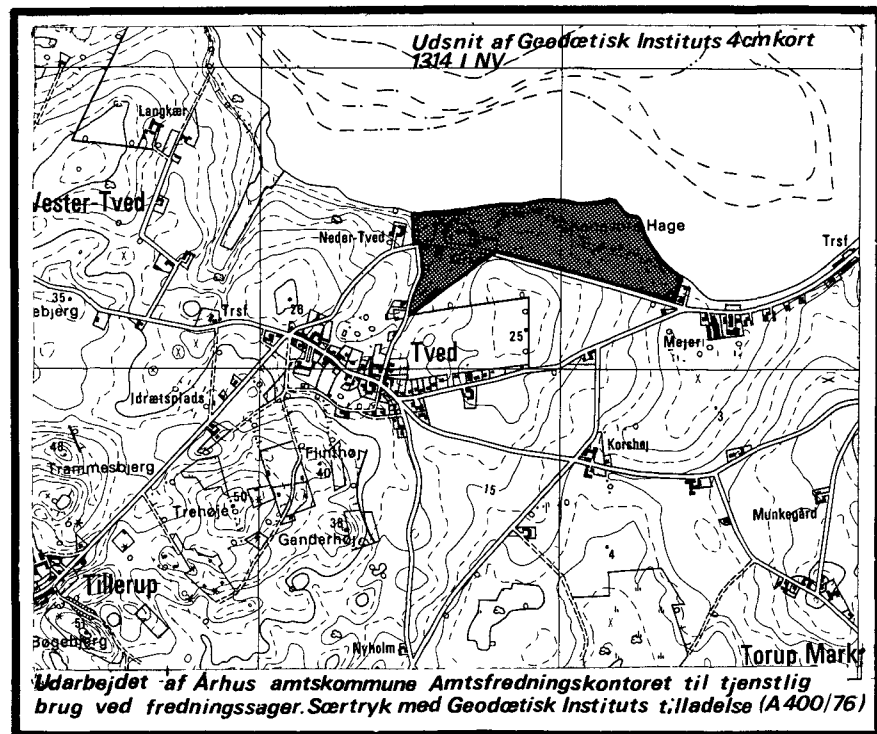 Udsnit af Geodætisk Instituts 4cmkort
1314 I NV
Langkær
Vester-Tved
Neder-Tved
Hage
Trsf
35
ebjerg
Trsf
28
25
Mejeri
Tved
Idrætsplads
3
48
Trammesbjerg
Flinthøj
40
Korshøj
15
50
Trehøje
38
Ganderhøj
Munkegård
4
Tillerup
51
Bøgebjerg
Nyholm
Torup Mark
Udarbejdet af Århus amtskommune Amtsfredningskontoret til tjenstlig
brug ved fredningssager. Særtryk med Geodætisk Instituts tilladelse (A 400/76)